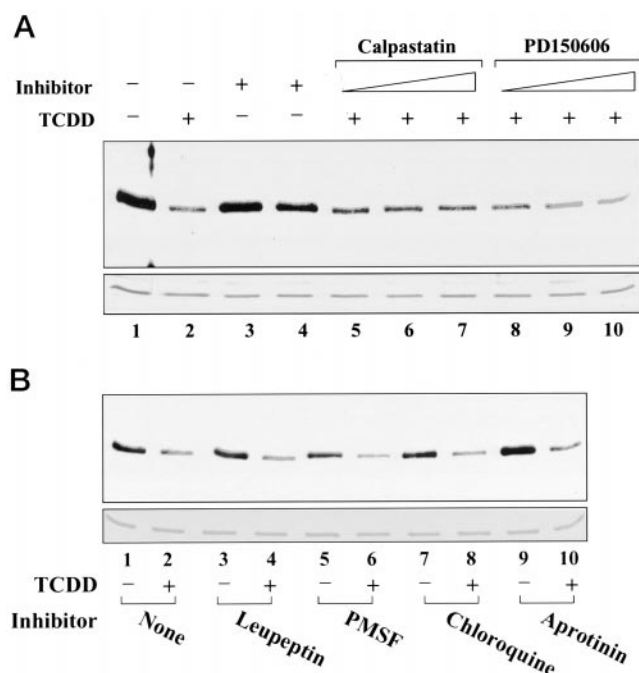 A
Calpastatin PD150606
Inhibitor − − + +
TCDD − + − − + + + + + +
1 2 3 4 5 6 7 8 9 10
B
1 2 3 4 5 6 7 8 9 10
TCDD − + − + − + − + − +
Inhibitor None Leupeptin PMSF Chloroquine Aprotinin